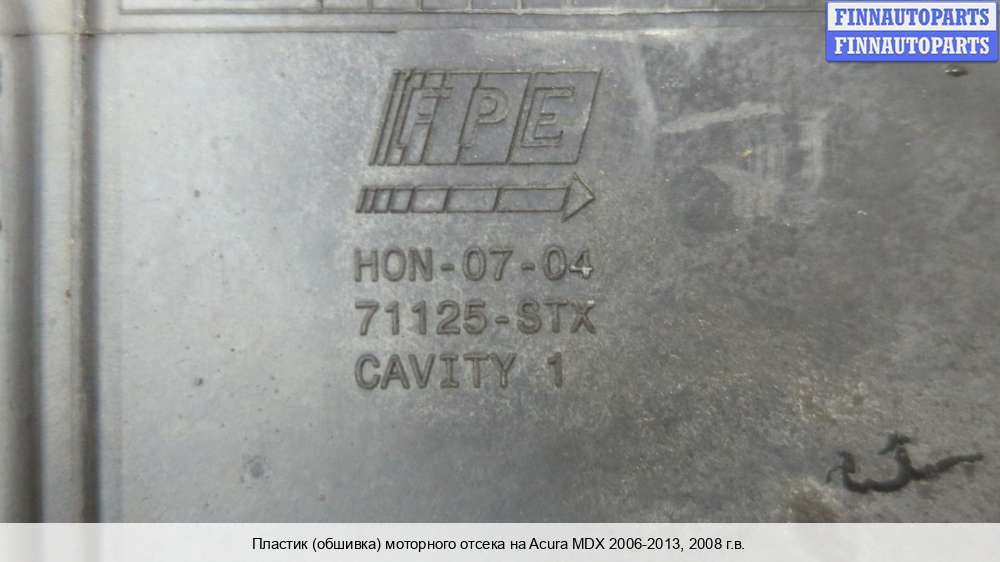 FINNAUTOPARTS
FINNAUTOPARTS
FPE
HON-07-04
71125-STX
CAVITY 1
Пластик (обшивка) моторного отсека на Acura MDX 2006-2013, 2008 г.в.